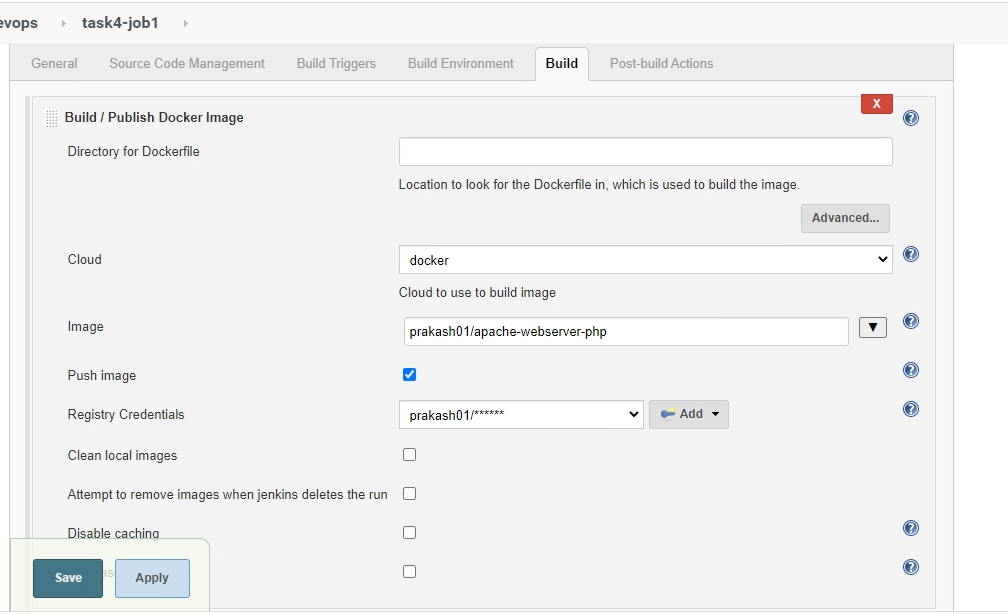 evops task4-job1
General Source Code Management Build Triggers Build Environment Build Post-build Actions
X
Build / Publish Docker Image
Directory for Dockerfile
Location to look for the Dockerfile in, which is used to build the image.
Advanced...
Cloud docker
Cloud to use to build image
Image prakash01/apache-webserver-php ▼
Push image
Registry Credentials prakash01/****** Add
Clean local images
Attempt to remove images when jenkins deletes the run
Disable caching
Save Apply